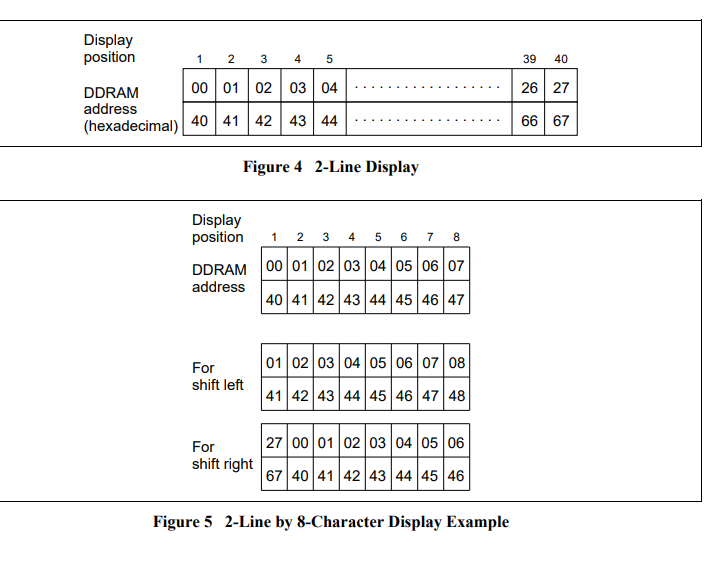 Display
position 1 2 3 4 5 39 40
DDRAM
address
(hexadecimal)
00 01 02 03 04 .................. 26 27
40 41 42 43 44 .................. 66 67
Figure 4 2-Line Display
Display
position 1 2 3 4 5 6 7 8
DDRAM
address
00 01 02 03 04 05 06 07
40 41 42 43 44 45 46 47
For
shift left
01 02 03 04 05 06 07 08
41 42 43 44 45 46 47 48
For
shift right
27 00 01 02 03 04 05 06
67 40 41 42 43 44 45 46
Figure 5 2-Line by 8-Character Display Example